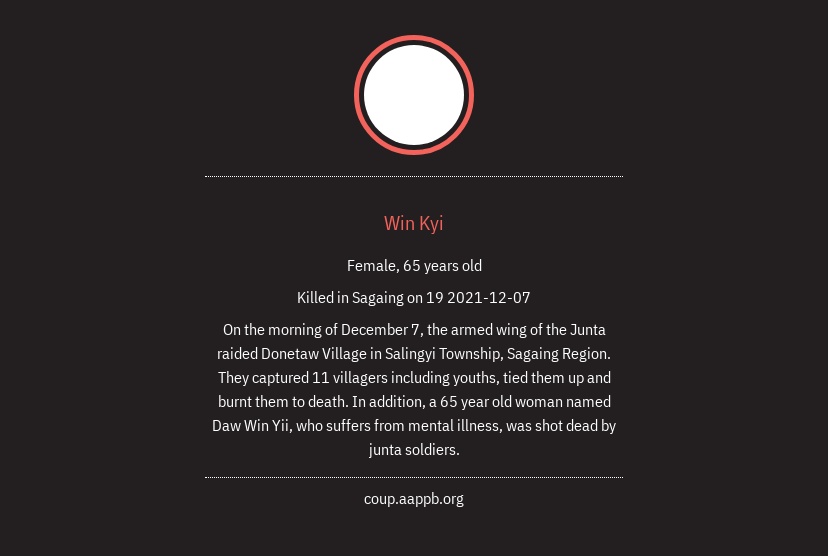 Win Kyi
Female, 65 years old
Killed in Sagaing on 19 2021-12-07
On the morning of December 7, the armed wing of the Junta
raided Donetaw Village in Salingyi Township, Sagaing Region.
They captured 11 villagers including youths, tied them up and
burnt them to death. In addition, a 65 year old woman named
Daw Win Yii, who suffers from mental illness, was shot dead by
junta soldiers.
coup.aappb.org